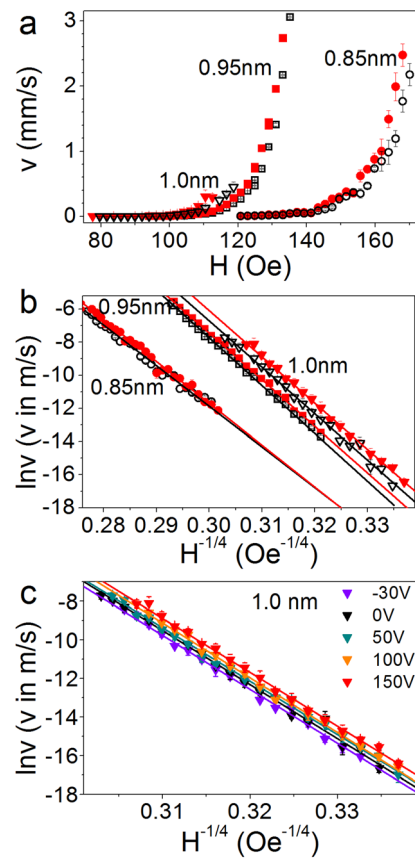 a
3
2
1
0
v (mm/s)
0.95nm
0.85nm
1.0nm
80 100 120 140 160
H (Oe)
b
-6
-8
-10
-12
-14
-16
-18
lnv (v in m/s)
0.95nm
0.85nm
1.0nm
0.28 0.29 0.30 0.31 0.32 0.33
H-1/4 (Oe-1/4)
c
-8
-10
-12
-14
-16
-18
lnv (v in m/s)
1.0 nm
-30V
0V
50V
100V
150V
0.31 0.32 0.33
H-1/4 (Oe-1/4)